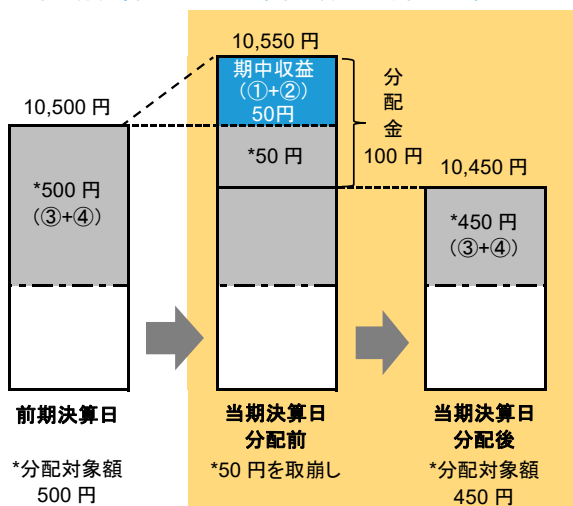 10,550 円
期中収益
(①+②)
50円
分
配
金
100 円
10,500 円
*50 円
10,450 円
*500 円
(③+④)
*450 円
(③+④)
前期決算日
当期決算日
分配前
当期決算日
分配後
*分配対象額
500 円
*50 円を取崩し
*分配対象額
450 円